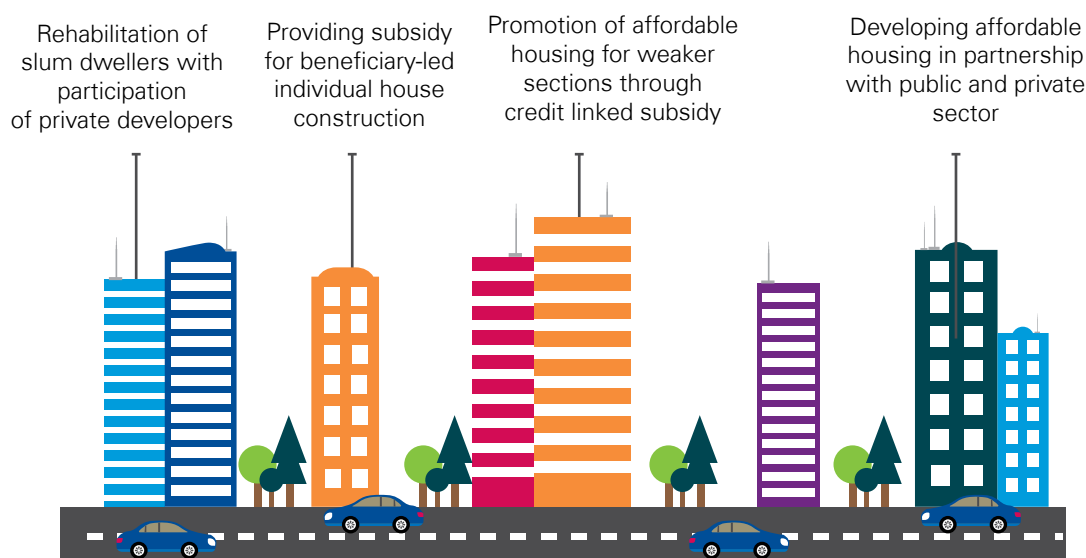 Rehabilitation of
slum dwellers with
participation
of private developers
Providing subsidy
for beneficiary-led
individual house
construction
Promotion of affordable
housing for weaker
sections through
credit linked subsidy
Developing affordable
housing in partnership
with public and private
sector